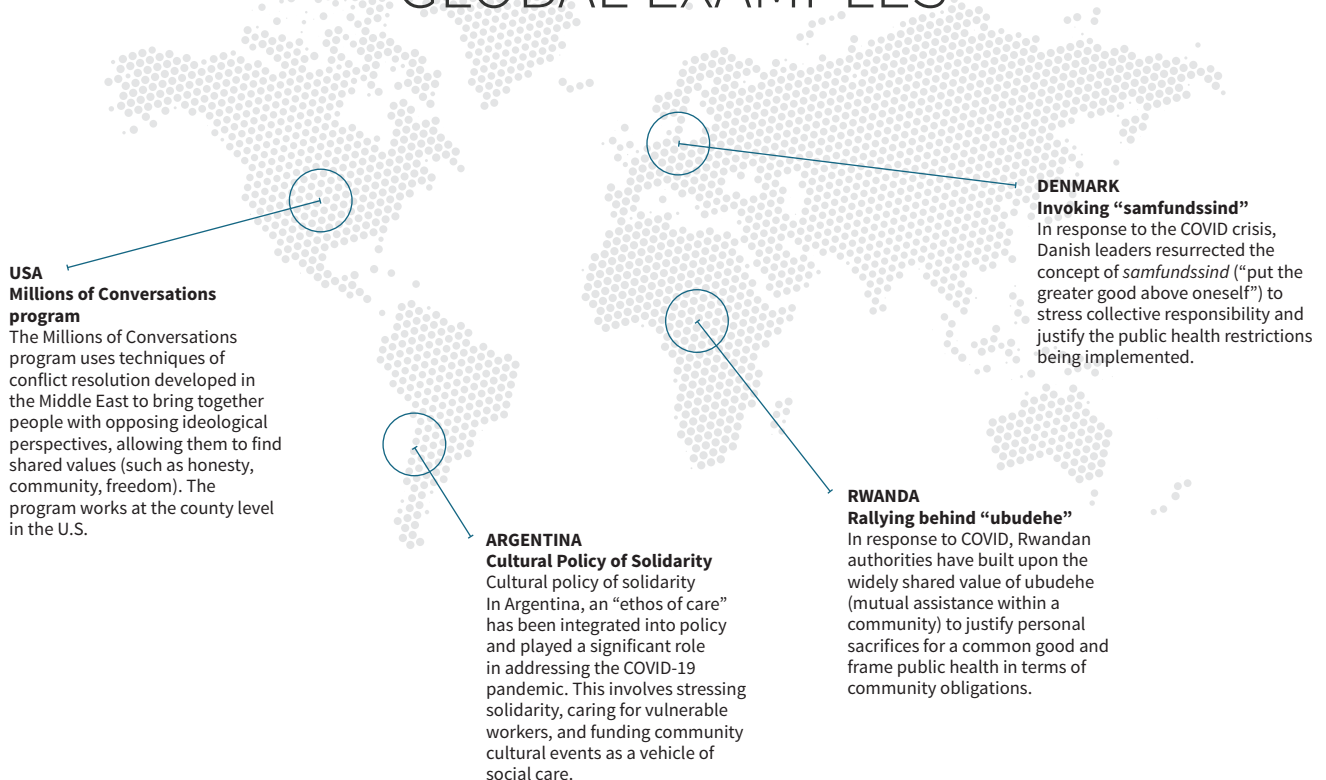 GLOBAL EXAMPLES
USA
Millions of Conversations
program
The Millions of Conversations
program uses techniques of
conflict resolution developed in
the Middle East to bring together
people with opposing ideological
perspectives, allowing them to find
shared values (such as honesty,
community, freedom). The
program works at the county level
in the U.S.
ARGENTINA
Cultural Policy of Solidarity
Cultural policy of solidarity
In Argentina, an “ethos of care”
has been integrated into policy
and played a significant role
in addressing the COVID-19
pandemic. This involves stressing
solidarity, caring for vulnerable
workers, and funding community
cultural events as a vehicle of
social care.
RWANDA
Rallying behind “ubudehe”
In response to COVID, Rwandan
authorities have built upon the
widely shared value of ubudehe
(mutual assistance within a
community) to justify personal
sacrifices for a common good and
frame public health in terms of
community obligations.
DENMARK
Invoking “samfundssind”
In response to the COVID crisis,
Danish leaders resurrected the
concept of samfundssind (“put the
greater good above oneself”) to
stress collective responsibility and
justify the public health restrictions
being implemented.